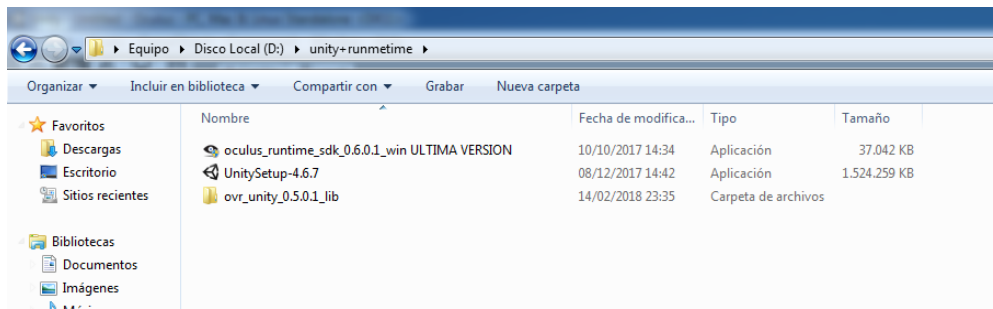 Equipo ▸ Disco Local (D:) ▸ unity+runmetime ▸
Organizar Incluir en biblioteca Compartir con Grabar Nueva carpeta
Favoritos
Descargas
Escritorio
Sitios recientes
Bibliotecas
Documentos
Imágenes
Nombre Fecha de modifica... Tipo Tamaño
oculus_runtime_sdk_0.6.0.1_win ULTIMA VERSION 10/10/2017 14:34 Aplicación 37.042 KB
UnitySetup-4.6.7 08/12/2017 14:42 Aplicación 1.524.259 KB
ovr_unity_0.5.0.1_lib 14/02/2018 23:35 Carpeta de archivos